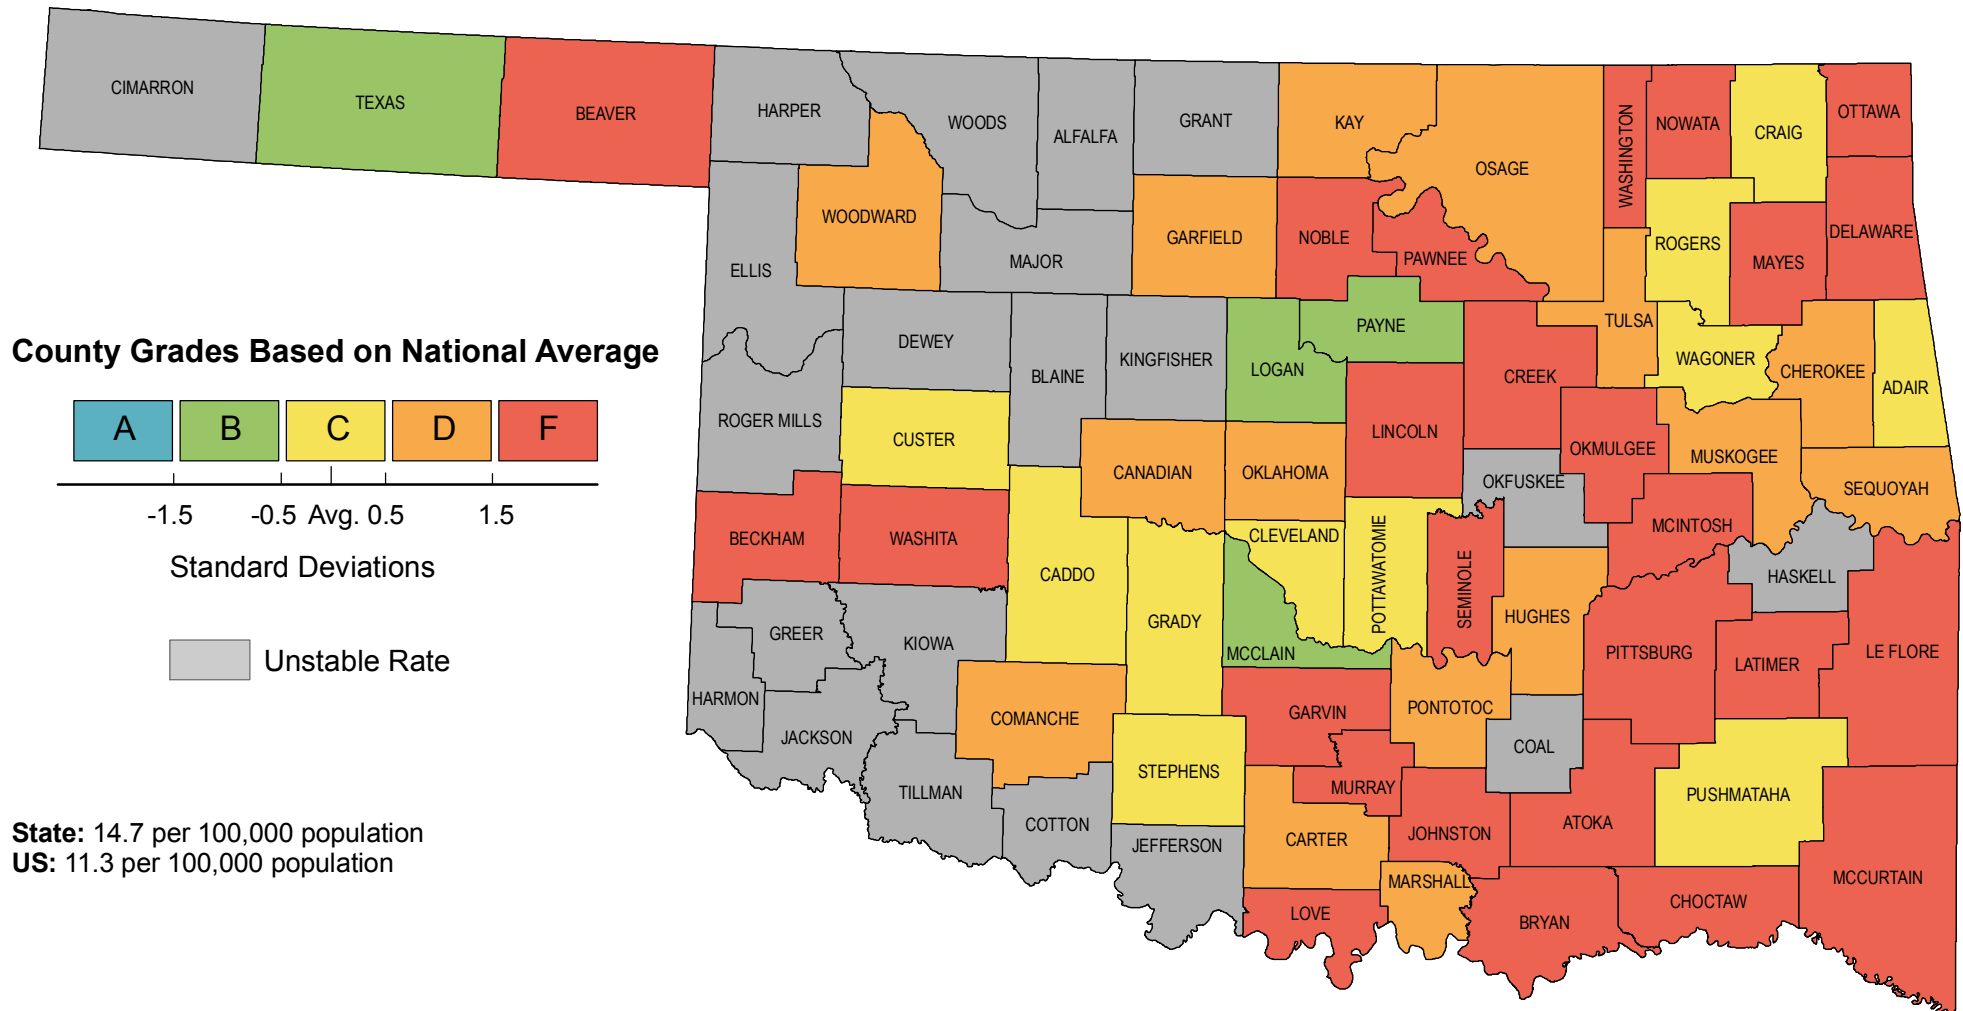 CIMARRON
TEXAS
BEAVER
HARPER
WOODS
ALFALFA
GRANT
KAY
OSAGE
WASHINGTON
NOWATA
CRAIG
OTTAWA
WOODWARD
ELLIS
MAJOR
GARFIELD
NOBLE
PAWNEE
ROGERS
MAYES
DELAWARE
County Grades Based on National Average
A B C D F
-1.5 -0.5 Avg. 0.5 1.5
Standard Deviations
Unstable Rate
State: 14.7 per 100,000 population
US: 11.3 per 100,000 population
DEWEY
BLAINE
KINGFISHER
LOGAN
PAYNE
TULSA
WAGONER
CHEROKEE
ADAIR
CREEK
ROGER MILLS
CUSTER
CANADIAN
OKLAHOMA
LINCOLN
OKMULGEE
MUSKOGEE
OKFUSKEE
SEQUOYAH
BECKHAM
WASHITA
CADDO
GRADY
CLEVELAND
POTTAWATOMIE
SEMINOLE
MCINTOSH
HASKELL
HUGHES
GREER
KIOWA
MCCLAIN
PITTSBURG
LATIMER
LE FLORE
HARMON
JACKSON
COMANCHE
GARVIN
PONTOTOC
COAL
STEPHENS
TILLMAN
COTTON
MURRAY
PUSHMATAHA
JEFFERSON
CARTER
JOHNSTON
ATOKA
MARSHALL
MCCURTAIN
LOVE
BRYAN
CHOCTAW